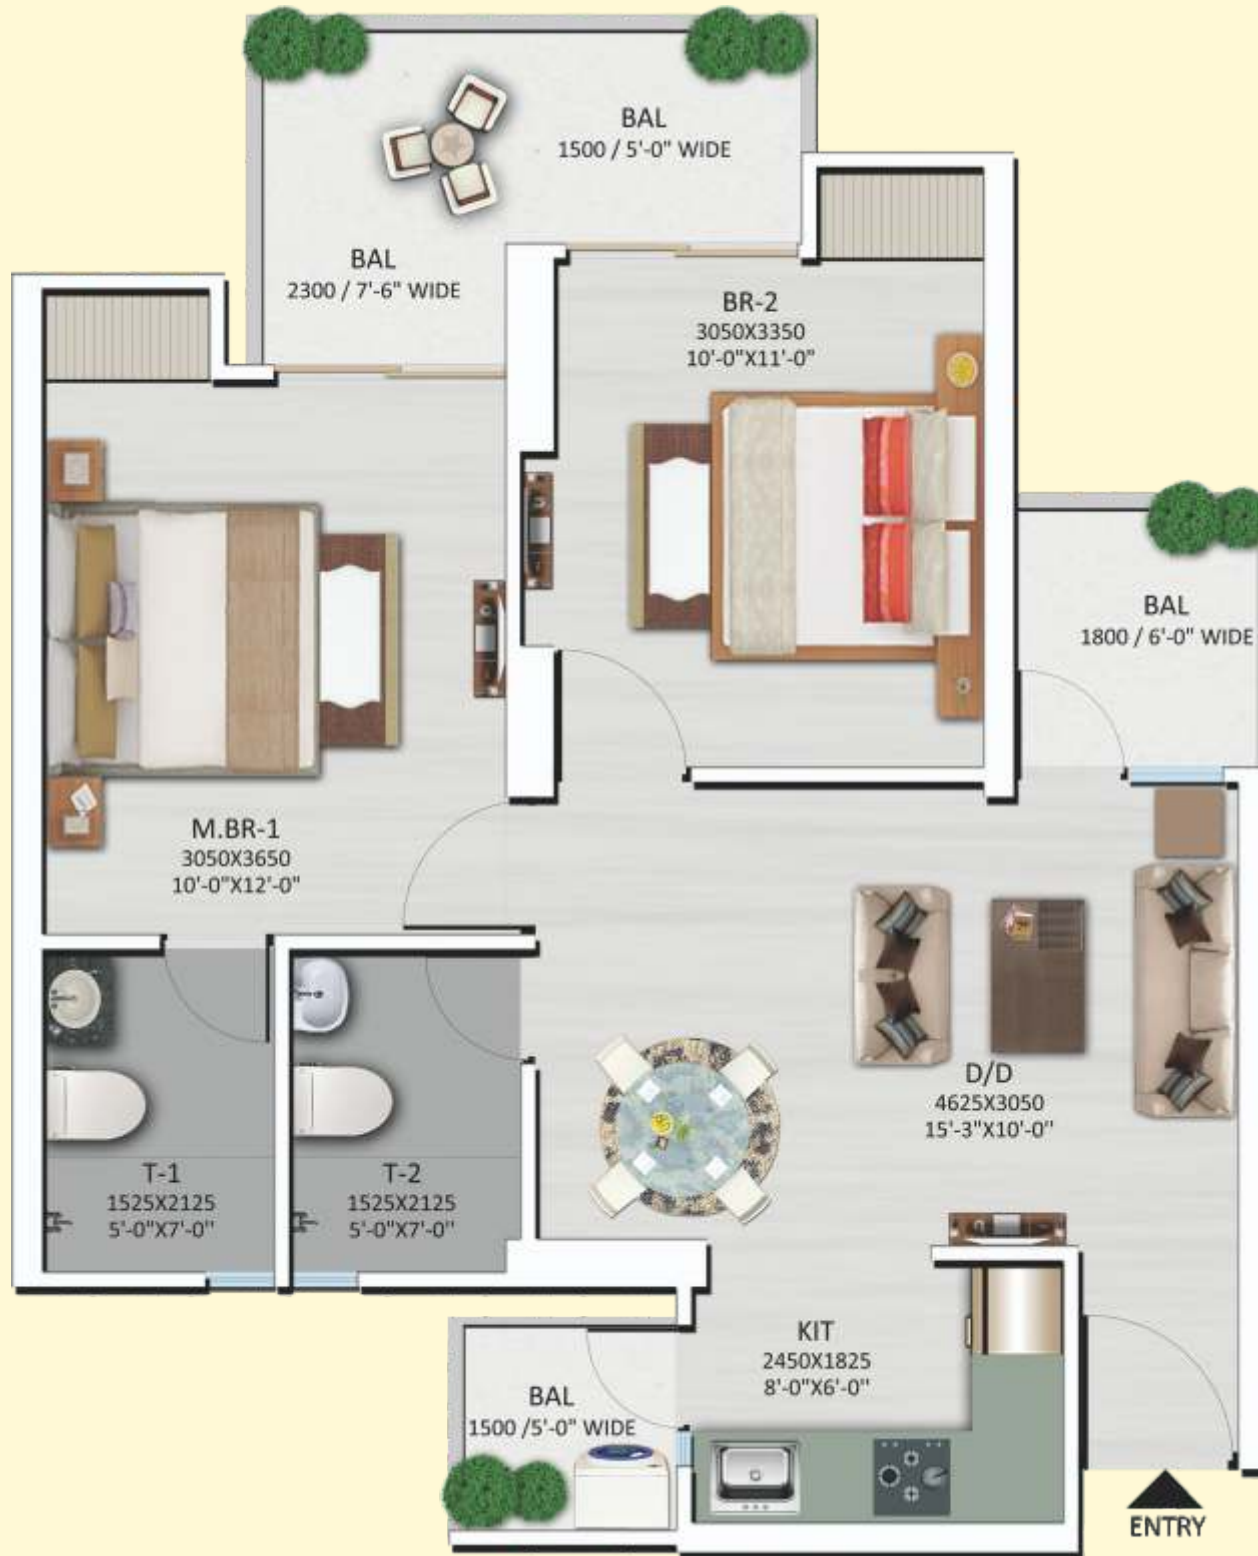 BAL
1500 / 5'-0" WIDE
BAL
2300 / 7'-6" WIDE
BR-2
3050X3350
10'-0"X11'-0"
BAL
1800 / 6'-0" WIDE
M.BR-1
3050X3650
10'-0"X12'-0"
D/D
4625X3050
15'-3"X10'-0"
T-1
1525X2125
5'-0"X7'-0"
T-2
1525X2125
5'-0"X7'-0"
KIT
2450X1825
8'-0"X6'-0"
BAL
1500 /5'-0" WIDE
ENTRY